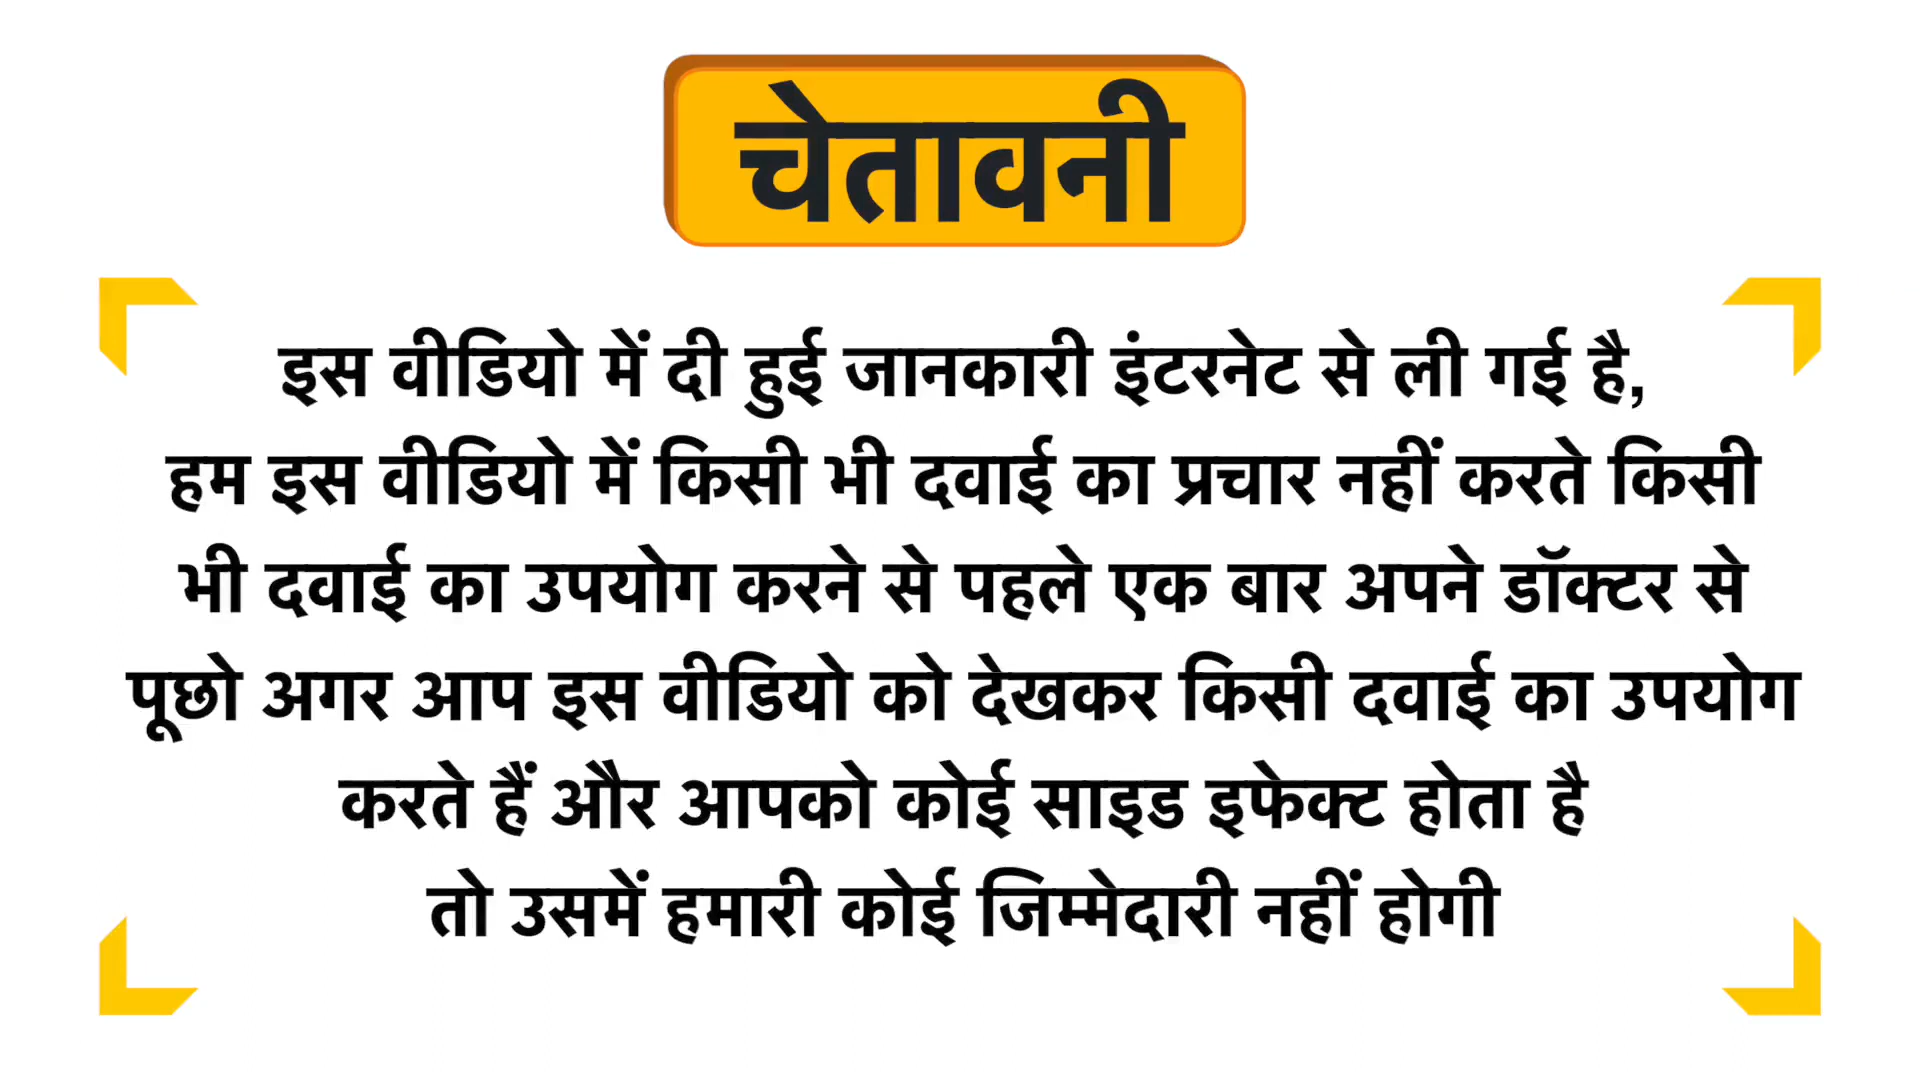 चेतावनी
इस वीडियो में दी हुई जानकारी इंटरनेट से ली गई है,
हम इस वीडियो में किसी भी दवाई का प्रचार नहीं करते किसी
भी दवाई का उपयोग करने से पहले एक बार अपने डॉक्टर से
पूछो अगर आप इस वीडियो को देखकर किसी दवाई का उपयोग
करते हैं और आपको कोई साइड इफेक्ट होता है
तो उसमें हमारी कोई जिम्मेदारी नहीं होगी